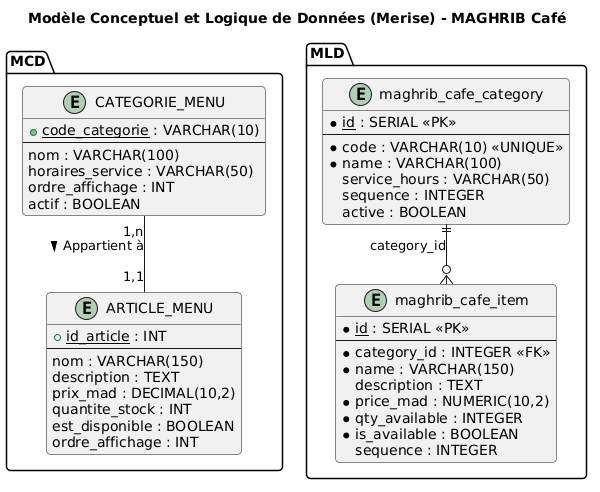 Modèle Conceptuel et Logique de Données (Merise) - MAGHRIB Café
MCD
E CATEGORIE_MENU
code_categorie : VARCHAR(10)
nom : VARCHAR(100)
horaires_service : VARCHAR(50)
ordre_affichage : INT
actif : BOOLEAN
1,n
Appartient à
1,1
E ARTICLE_MENU
id_article : INT
nom : VARCHAR(150)
description : TEXT
prix_mad : DECIMAL(10,2)
quantite_stock : INT
est_disponible : BOOLEAN
ordre_affichage : INT
MLD
E maghrib_cafe_category
id : SERIAL «PK»
code : VARCHAR(10) «UNIQUE»
name : VARCHAR(100)
service_hours : VARCHAR(50)
sequence : INTEGER
active : BOOLEAN
category_id
E maghrib_cafe_item
id : SERIAL «PK»
category_id : INTEGER «FK»
name : VARCHAR(150)
description : TEXT
price_mad : NUMERIC(10,2)
qty_available : INTEGER
is_available : BOOLEAN
sequence : INTEGER